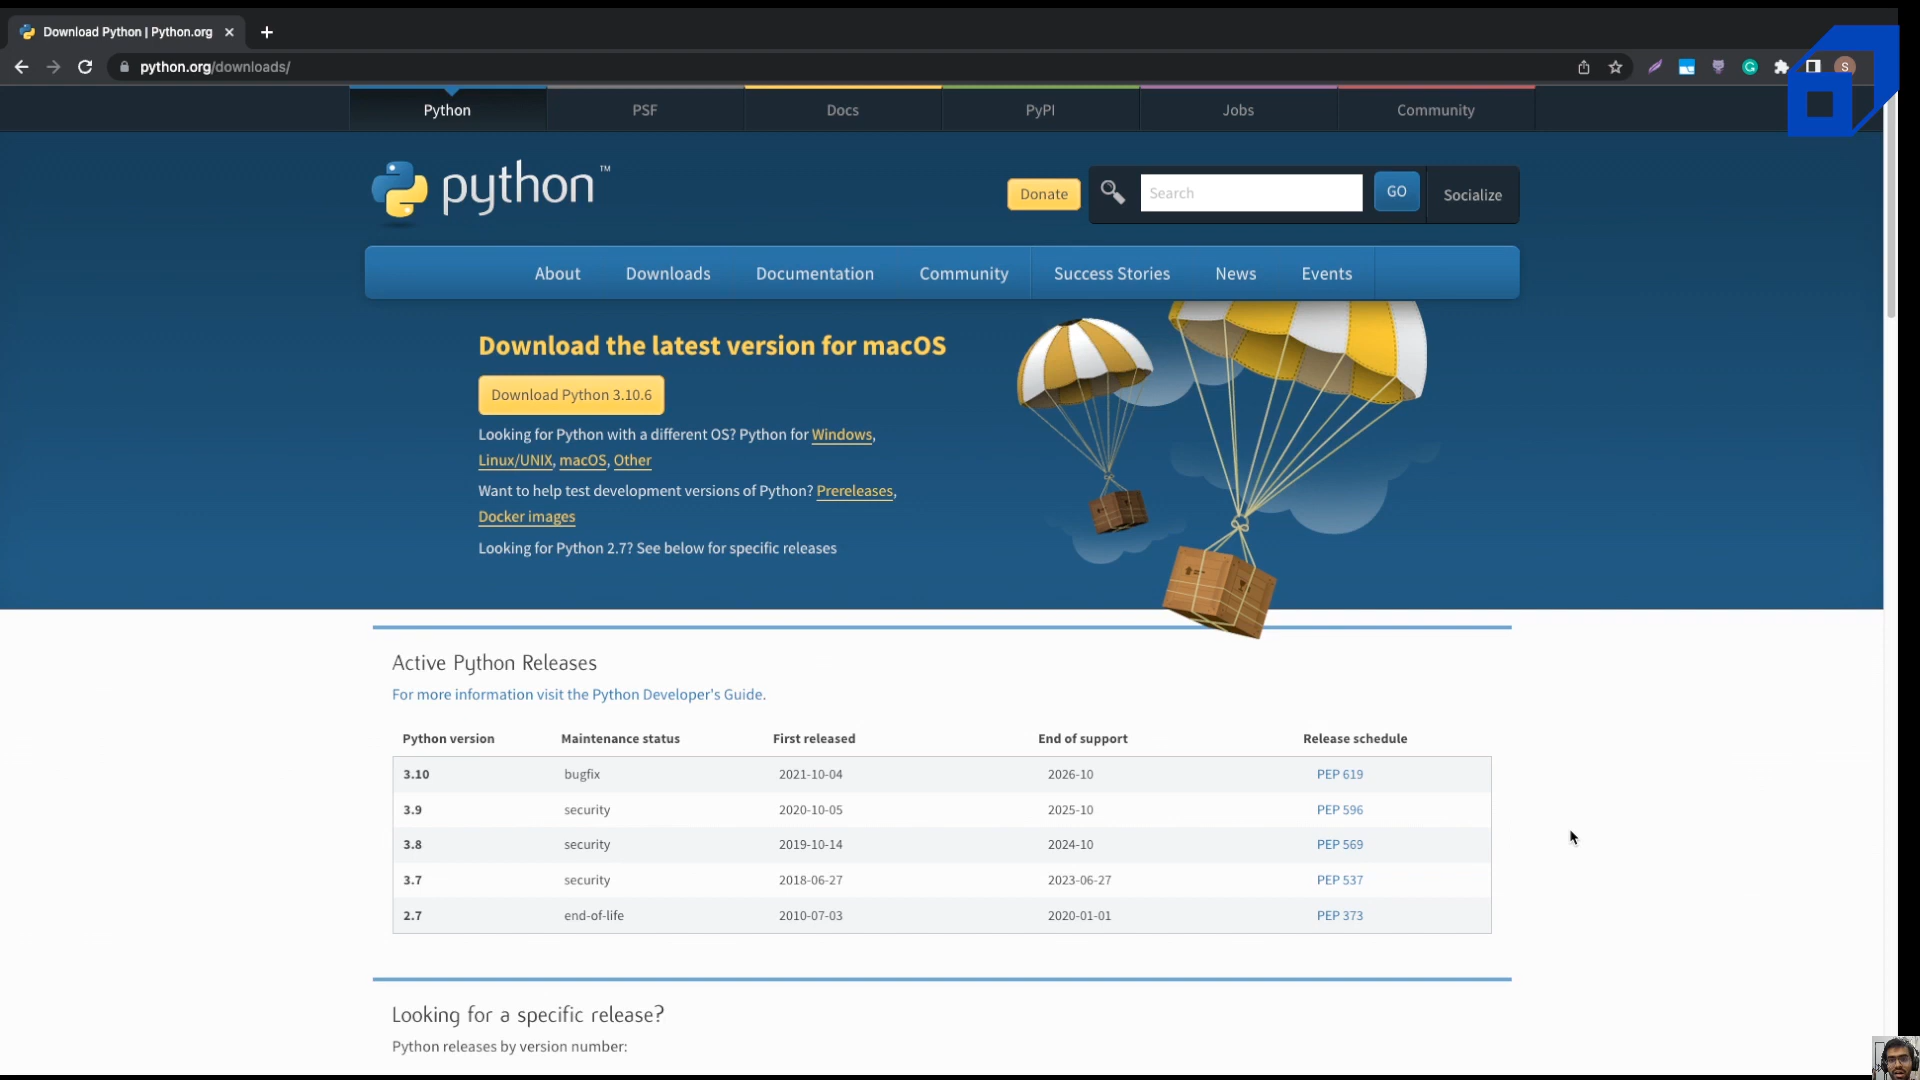 Download Python | Python.org
python.org/downloads/
S
Python
PSF
Docs
PyPI
Jobs
Community
python™
Donate
Search
GO
Socialize
About
Downloads
Documentation
Community
Success Stories
News
Events
Download the latest version for macOS
Download Python 3.10.6
Looking for Python with a different OS? Python for Windows,
Linux/UNIX, macOS, Other
Want to help test development versions of Python? Prereleases,
Docker images
Looking for Python 2.7? See below for specific releases
Active Python Releases
For more information visit the Python Developer's Guide.
Python version Maintenance status First released End of support Release schedule
3.10 bugfix 2021-10-04 2026-10 PEP 619
3.9 security 2020-10-05 2025-10 PEP 596
3.8 security 2019-10-14 2024-10 PEP 569
3.7 security 2018-06-27 2023-06-27 PEP 537
2.7 end-of-life 2010-07-03 2020-01-01 PEP 373
Looking for a specific release?
Python releases by version number: